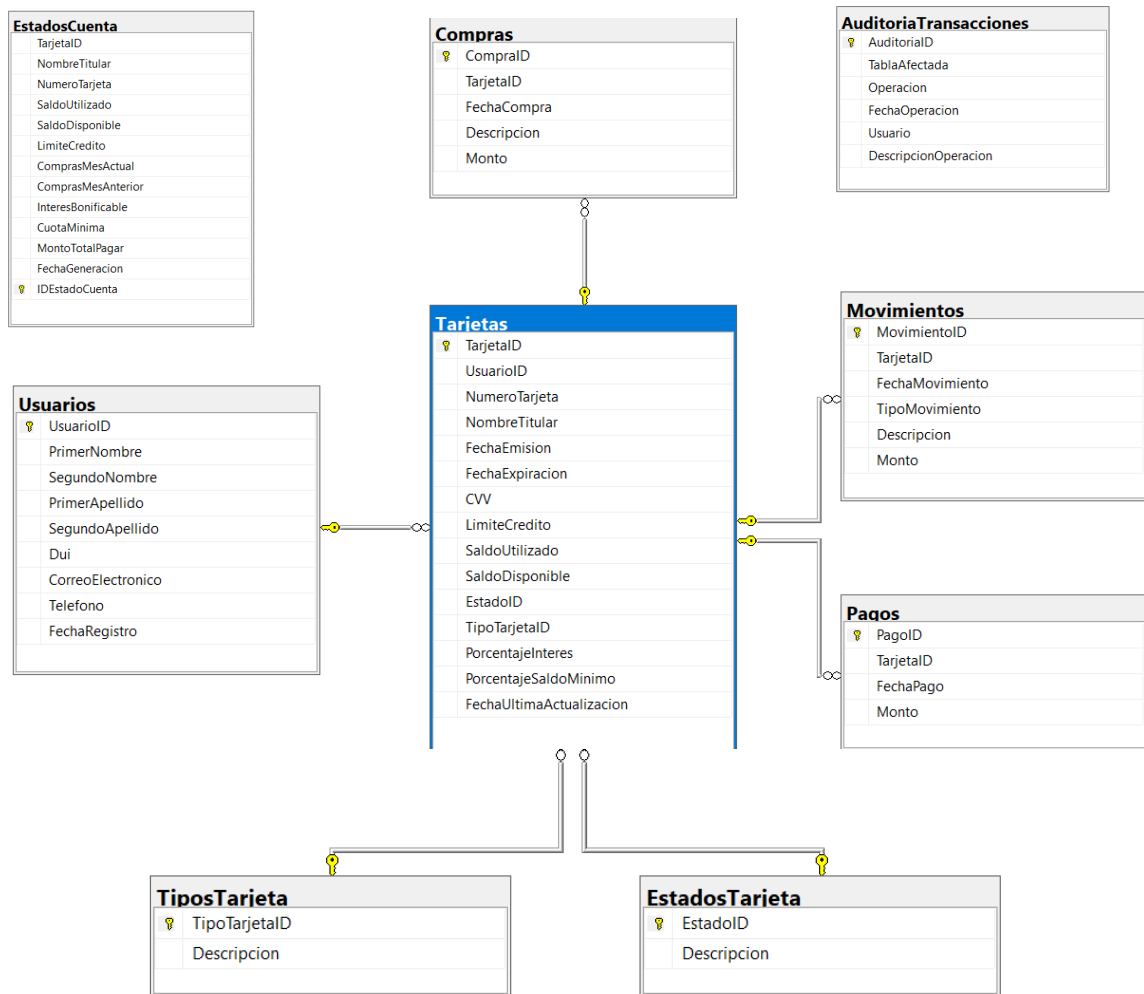 EstadosCuenta
TarjetaID
NombreTitular
NumeroTarjeta
SaldoUtilizado
SaldoDisponible
LimiteCredito
ComprasMesActual
ComprasMesAnterior
InteresBonificable
CuotaMinima
MontoTotalPagar
FechaGeneracion
IDEstadoCuenta
Compras
CompraID
TarjetaID
FechaCompra
Descripcion
Monto
AuditoriaTransacciones
AuditoriaID
TablaAfectada
Operacion
FechaOperacion
Usuario
DescripcionOperacion
Usuarios
UsuarioID
PrimerNombre
SegundoNombre
PrimerApellido
SegundoApellido
Dui
CorreoElectronico
Telefono
FechaRegistro
Tarjetas
TarjetaID
UsuarioID
NumeroTarjeta
NombreTitular
FechaEmision
FechaExpiracion
CVV
LimiteCredito
SaldoUtilizado
SaldoDisponible
EstadoID
TipoTarjetaID
PorcentajeInteres
PorcentajeSaldoMinimo
FechaUltimaActualizacion
Movimientos
MovimientoID
TarjetaID
FechaMovimiento
TipoMovimiento
Descripcion
Monto
Pagos
PagoID
TarjetaID
FechaPago
Monto
TiposTarjeta
TipoTarjetaID
Descripcion
EstadosTarjeta
EstadoID
Descripcion